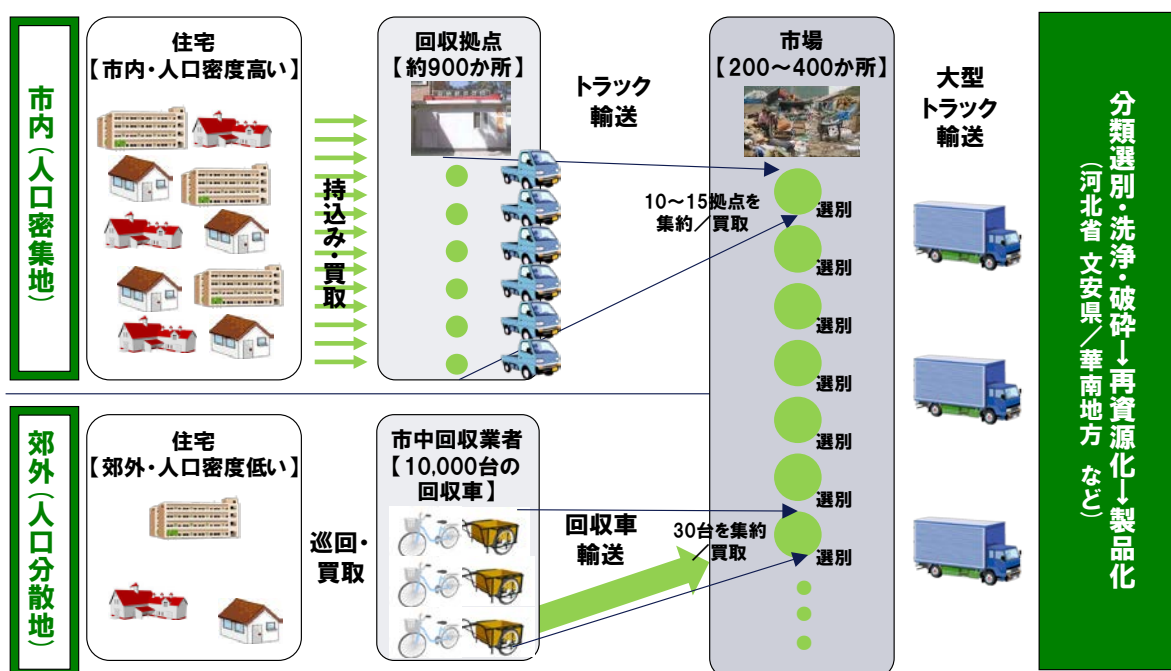 市内（人口密集地）
住宅
【市内・人口密度高い】
持込み・買取
回収拠点
【約900か所】
トラック
輸送
10～15拠点を
集約／買取
市場
【200～400か所】
選別
選別
選別
選別
選別
選別
選別
大型
トラック
輸送
分類選別・洗浄・破砕→再資源化→製品化
（河北省 文安県／華南地方 など）
郊外（人口分散地）
住宅
【郊外・人口密度低い】
巡回・
買取
市中回収業者
【10,000台の
回収車】
回収車
輸送
30台を集約
／買取